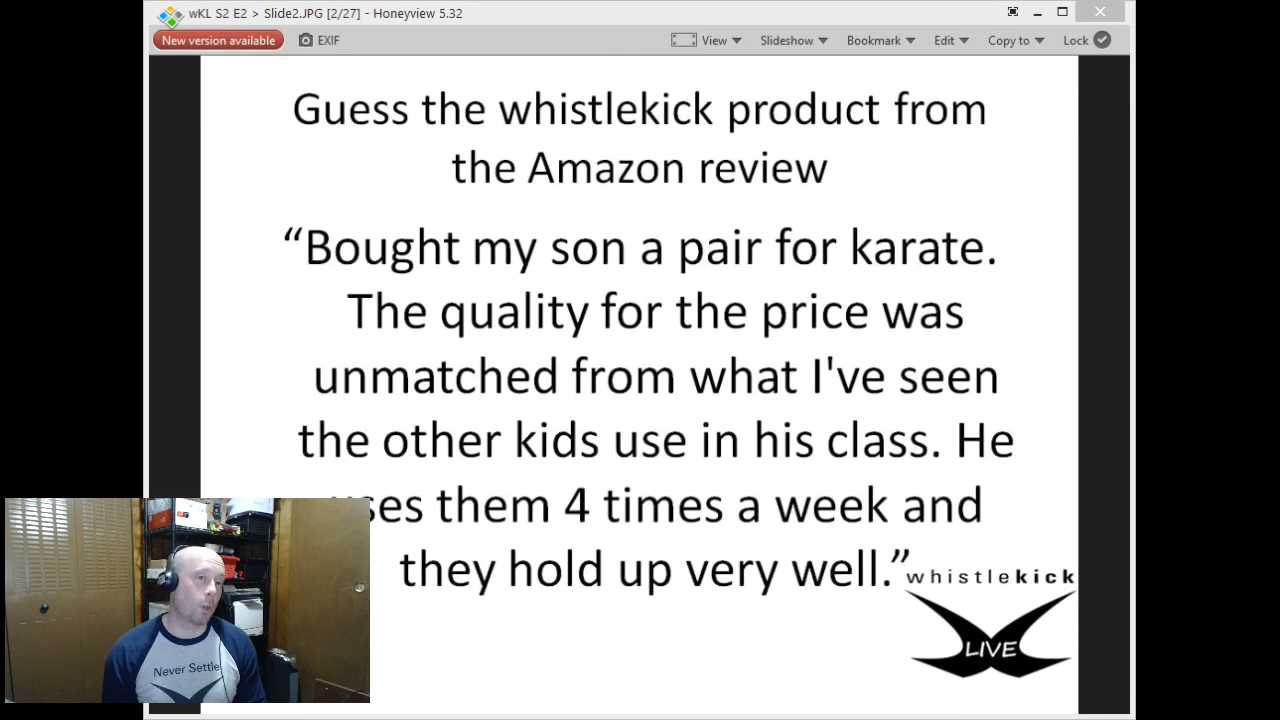 wKL S2 E2 > Slide2.JPG [2/27] - Honeyview 5.32
New version available EXIF View Slideshow Bookmark Edit Copy to Lock
Guess the whistlekick product from
the Amazon review
“Bought my son a pair for karate.
The quality for the price was
unmatched from what I've seen
the other kids use in his class. He
ses them 4 times a week and
they hold up very well.”
whistlekick
LIVE
Never Settle